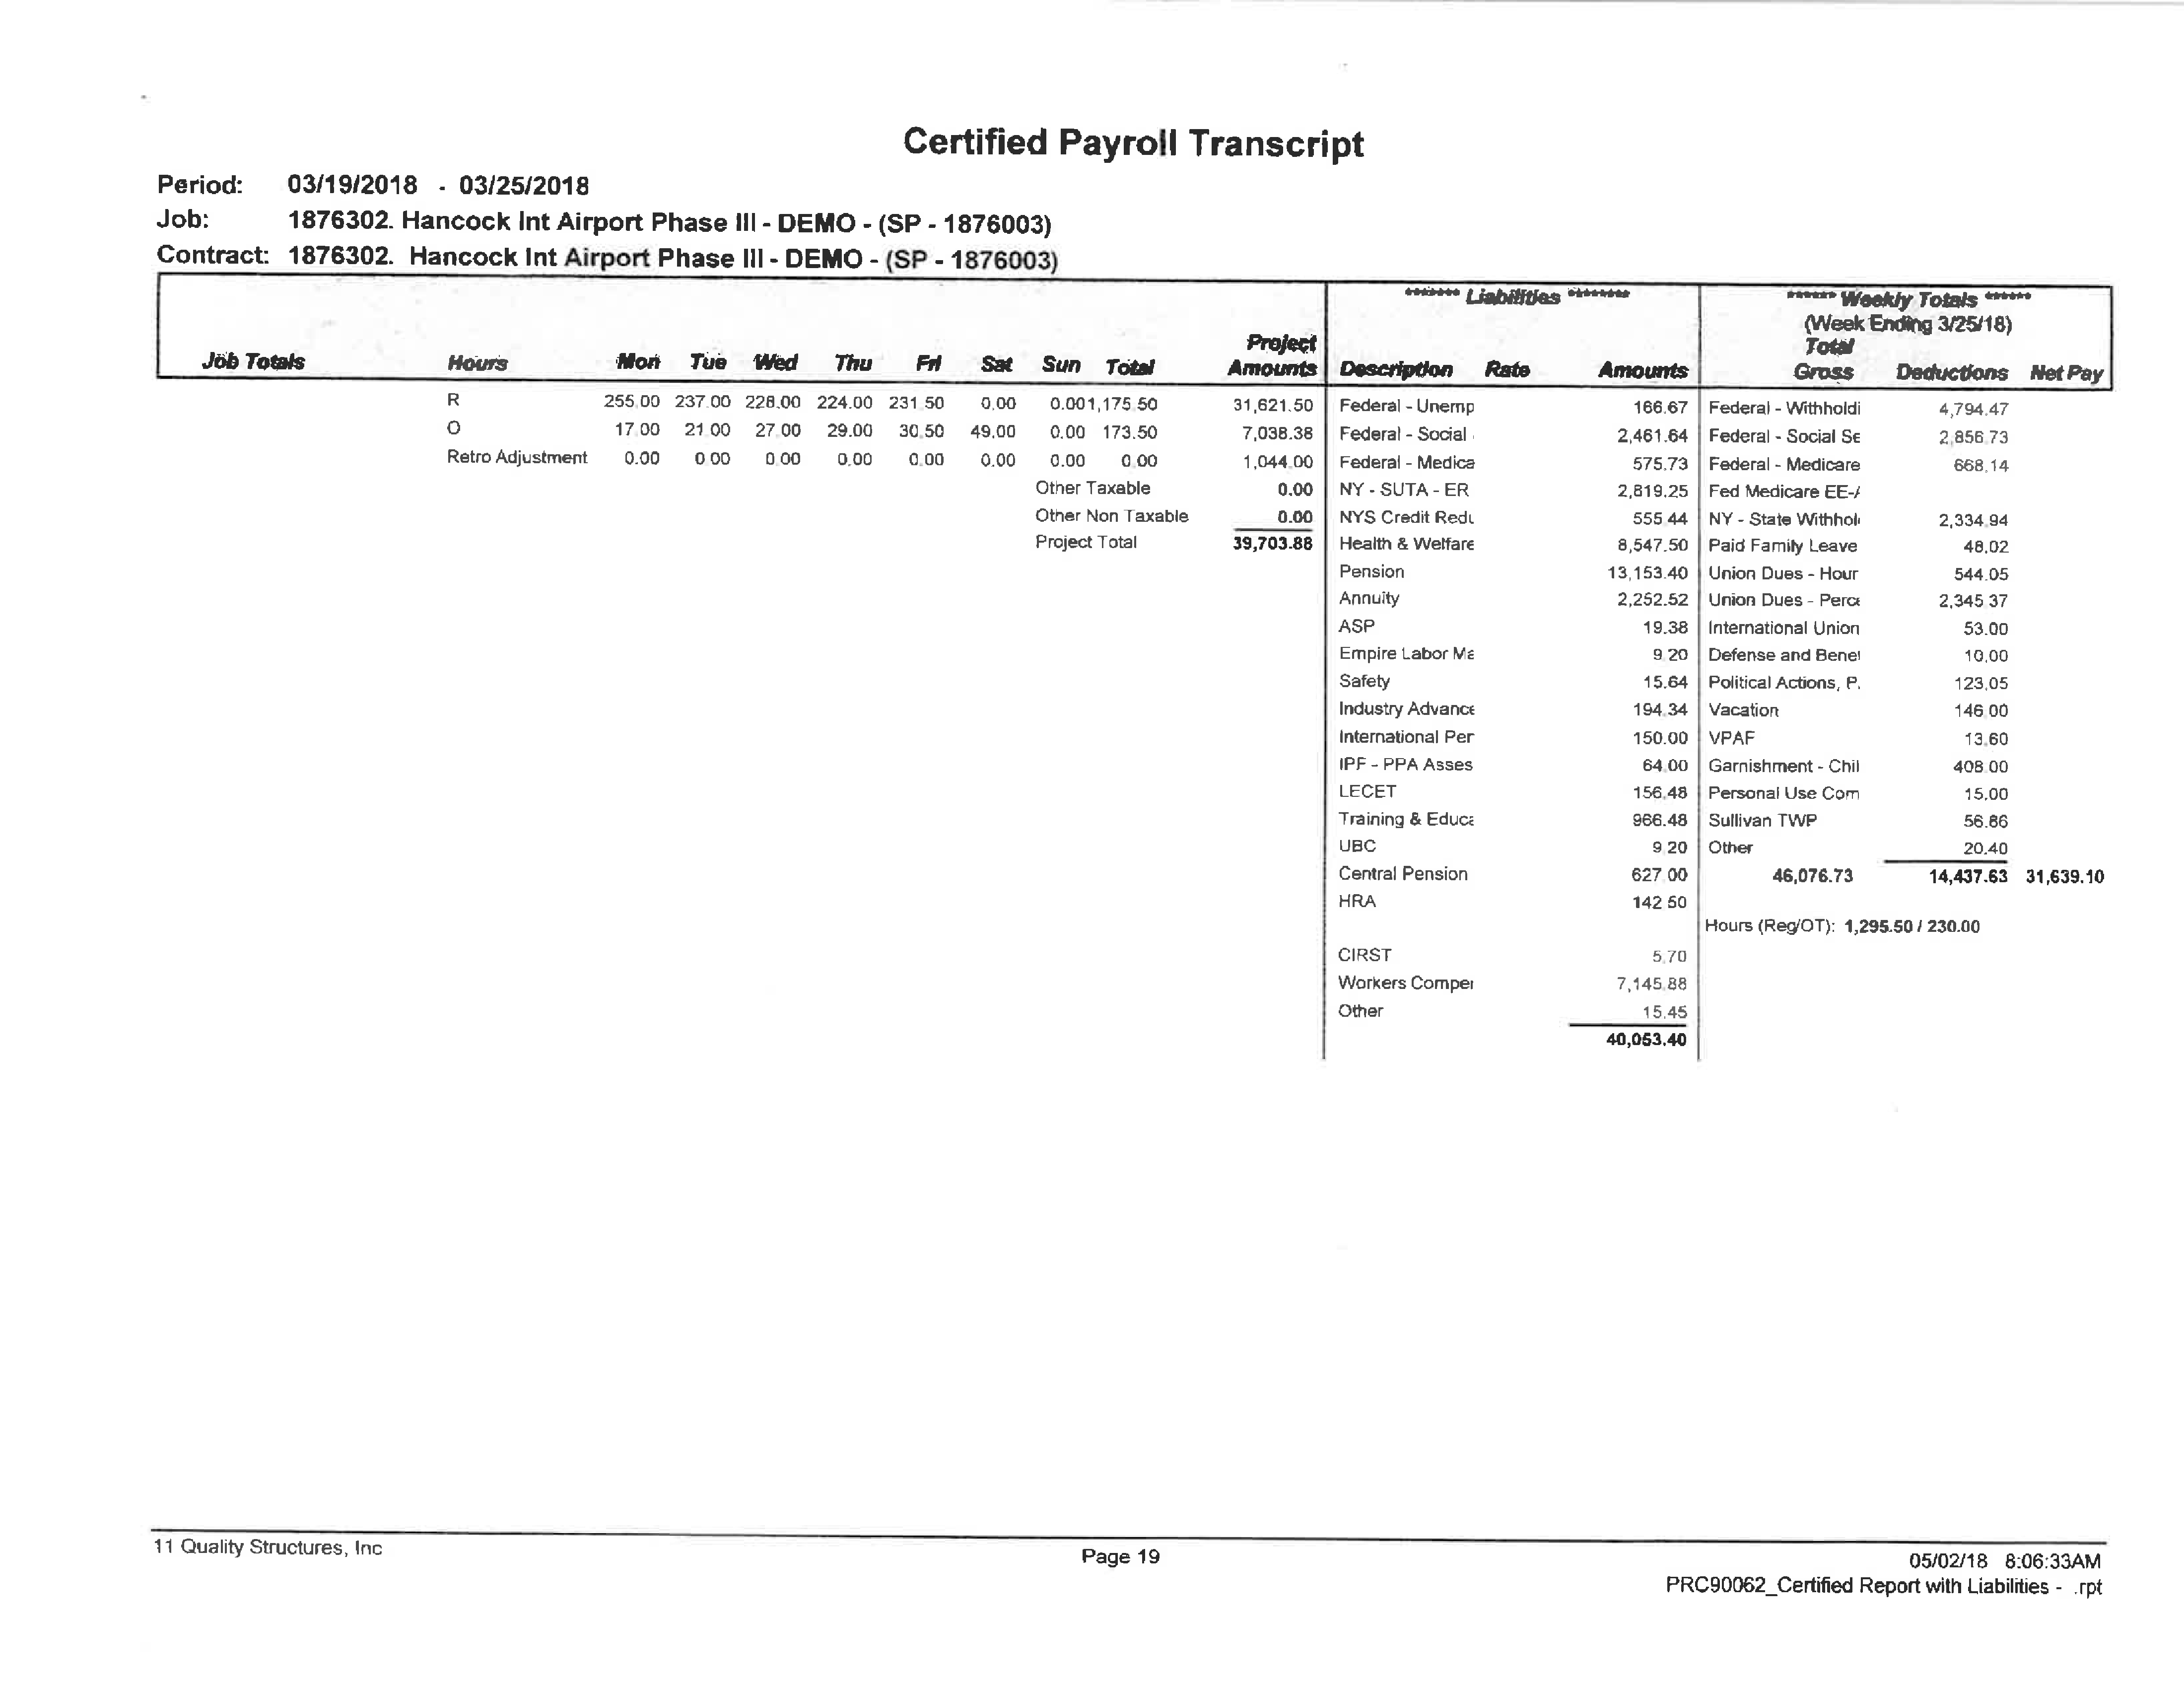 Certified Payroll Transcript
Period: 03/19/2018 - 03/25/2018
Job: 1876302. Hancock Int Airport Phase III - DEMO - (SP - 1876003)
Contract: 1876302. Hancock Int Airport Phase III - DEMO - (SP - 1876003)
******* Liabilities ******** ****** Weekly Totals ******
(Week Ending 3/25/18)
Job Totals Hours Mon Tue Wed Thu Fri Sat Sun Total Project Amounts Description Rate Amounts Total Gross Deductions Net Pay
R 255.00 237.00 228.00 224.00 231.50 0.00 0.00 1,175.50 31,621.50 Federal - Unemp 166.67 Federal - Withholdi 4,794.47
O 17.00 21.00 27.00 29.00 30.50 49.00 0.00 173.50 7,038.38 Federal - Social 2,461.64 Federal - Social Se 2,856.73
Retro Adjustment 0.00 0.00 0.00 0.00 0.00 0.00 0.00 0.00 1,044.00 Federal - Medica 575.73 Federal - Medicare 668.14
Other Taxable 0.00 NY - SUTA - ER 2,819.25 Fed Medicare EE-/
Other Non Taxable 0.00 NYS Credit Redu 555.44 NY - State Withhol 2,334.94
Project Total 39,703.88 Health & Welfare 8,547.50 Paid Family Leave 48.02
Pension 13,153.40 Union Dues - Hour 544.05
Annuity 2,252.52 Union Dues - Perce 2,345.37
ASP 19.38 International Union 53.00
Empire Labor Ma 9.20 Defense and Benef 10.00
Safety 15.64 Political Actions, P. 123.05
Industry Advance 194.34 Vacation 146.00
International Per 150.00 VPAF 13.60
IPF - PPA Asses 64.00 Garnishment - Chil 408.00
LECET 156.48 Personal Use Com 15.00
Training & Educa 966.48 Sullivan TWP 56.86
UBC 9.20 Other 20.40
Central Pension 627.00 46,076.73 14,437.63 31,639.10
HRA 142.50
Hours (Reg/OT): 1,295.50 / 230.00
CIRST 5.70
Workers Comper 7,145.88
Other 15.45
40,053.40
11 Quality Structures, Inc Page 19 05/02/18 8:06:33AM
PRC90062_Certified Report with Liabilities - .rpt